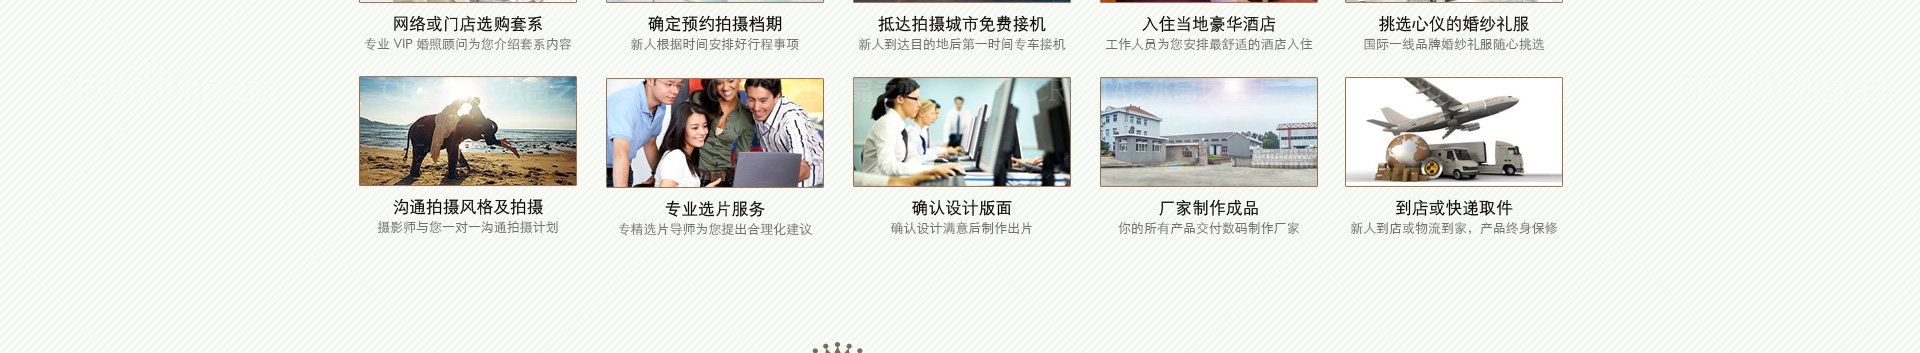 网络或门店选购套系
专业 VIP 婚照顾问为您介绍套系内容
确定预约拍摄档期
新人根据时间安排好行程事项
抵达拍摄城市免费接机
新人到达目的地后第一时间专车接机
入住当地豪华酒店
工作人员为您安排最舒适的酒店入住
挑选心仪的婚纱礼服
国际一线品牌婚纱礼服随心挑选
沟通拍摄风格及拍摄
摄影师与您一对一沟通拍摄计划
专业选片服务
专精选片导师为您提出合理化建议
确认设计版面
确认设计满意后制作出片
厂家制作成品
你的所有产品交付数码制作厂家
到店或快递取件
新人到店或物流到家，产品终身保修